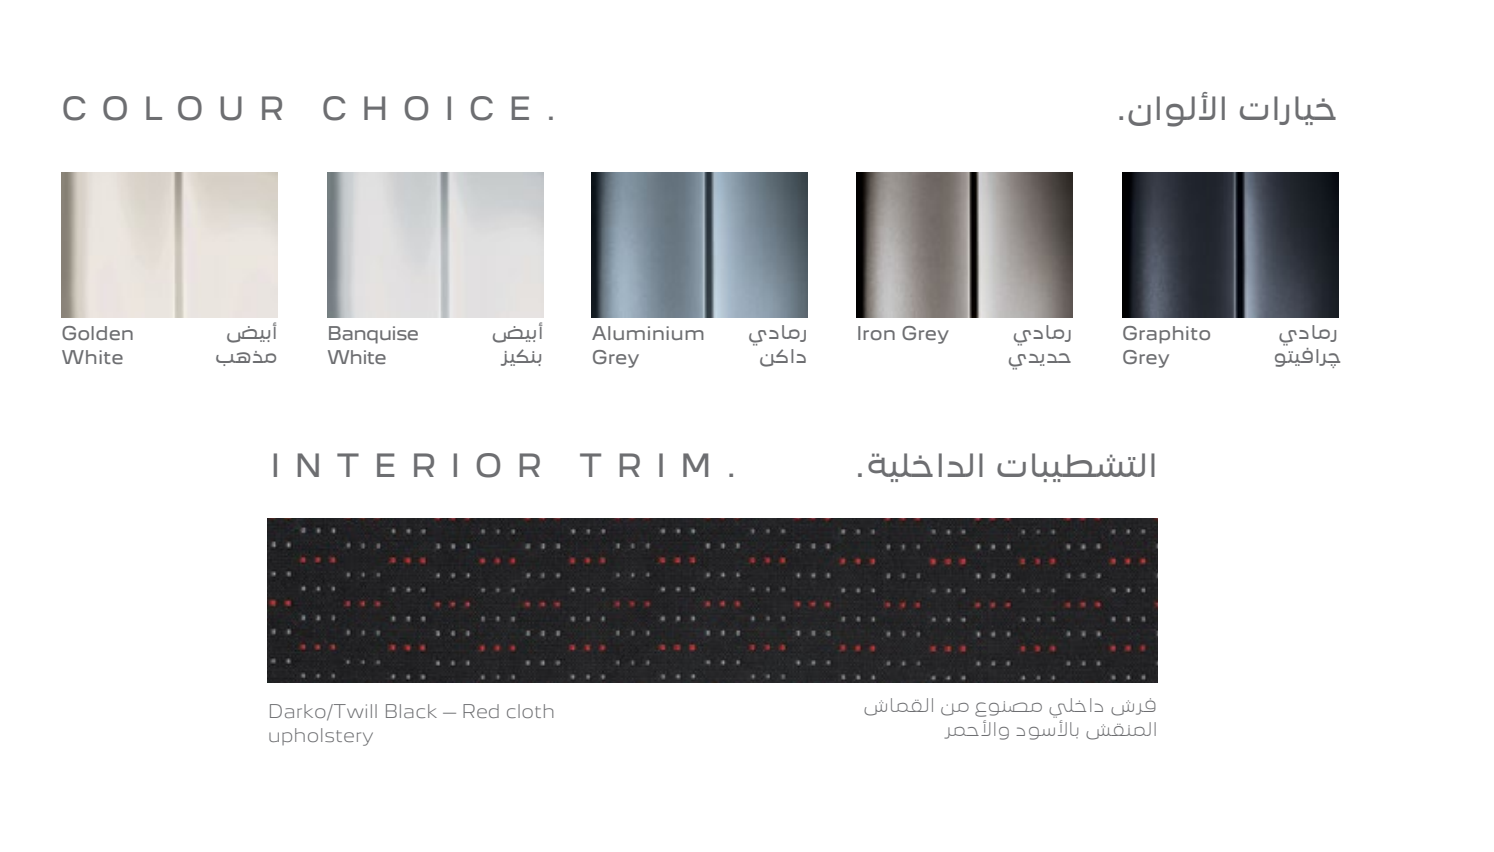 COLOUR CHOICE.
خيارات الألوان.
Golden
White
أبيض
مذهب
Banquise
White
أبيض
بنكيز
Aluminium
Grey
رمادي
داكن
Iron Grey
رمادي
حديدي
Graphito
Grey
رمادي
چرافيتو
INTERIOR TRIM.
التشطيبات الداخلية.
Darko/Twill Black – Red cloth
upholstery
فرش داخلي مصنوع من القماش
المنقش بالأسود والأحمر